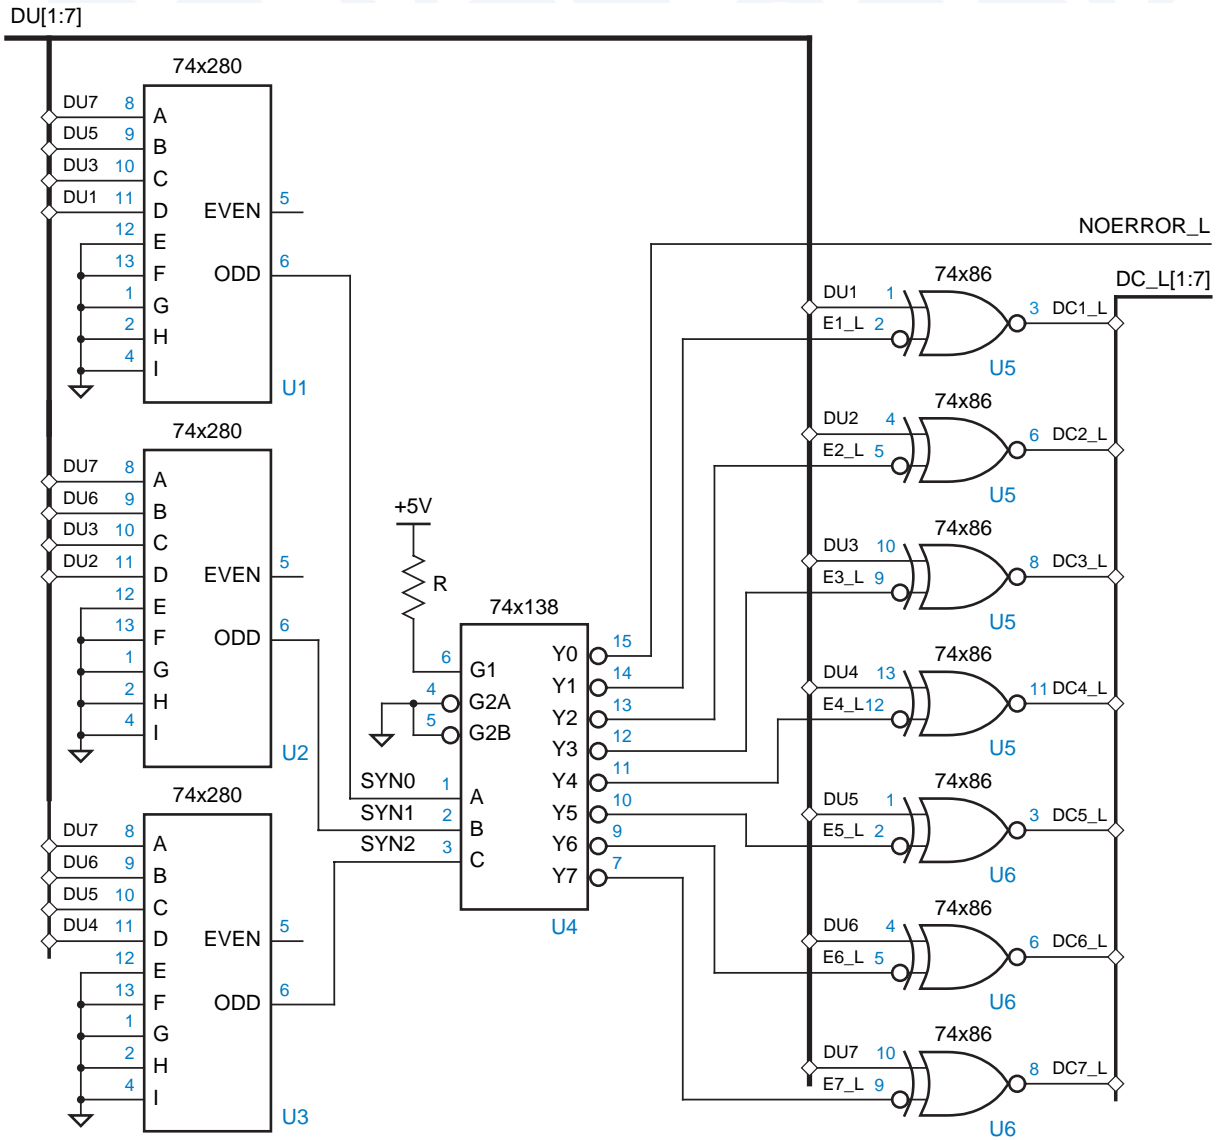 DU[1:7]
74x280
DU7 8 A
DU5 9 B
DU3 10 C
DU1 11 D EVEN 5
12 E
13 F ODD 6
1 G
2 H
4 I
U1
74x280
DU7 8 A
DU6 9 B
DU3 10 C
DU2 11 D EVEN 5
12 E
13 F ODD 6
1 G
2 H
4 I
U2
74x280
DU7 8 A
DU6 9 B
DU5 10 C
DU4 11 D EVEN 5
12 E
13 F ODD 6
1 G
2 H
4 I
U3
+5V
R
74x138
6 G1
4 G2A
5 G2B
SYN0 1 A
SYN1 2 B
SYN2 3 C
Y0 15
Y1 14
Y2 13
Y3 12
Y4 11
Y5 10
Y6 9
Y7 7
U4
NOERROR_L
DC_L[1:7]
74x86
DU1 1
E1_L 2
3 DC1_L
U5
74x86
DU2 4
E2_L 5
6 DC2_L
U5
74x86
DU3 10
E3_L 9
8 DC3_L
U5
74x86
DU4 13
E4_L 12
11 DC4_L
U5
74x86
DU5 1
E5_L 2
3 DC5_L
U6
74x86
DU6 4
E6_L 5
6 DC6_L
U6
74x86
DU7 10
E7_L 9
8 DC7_L
U6